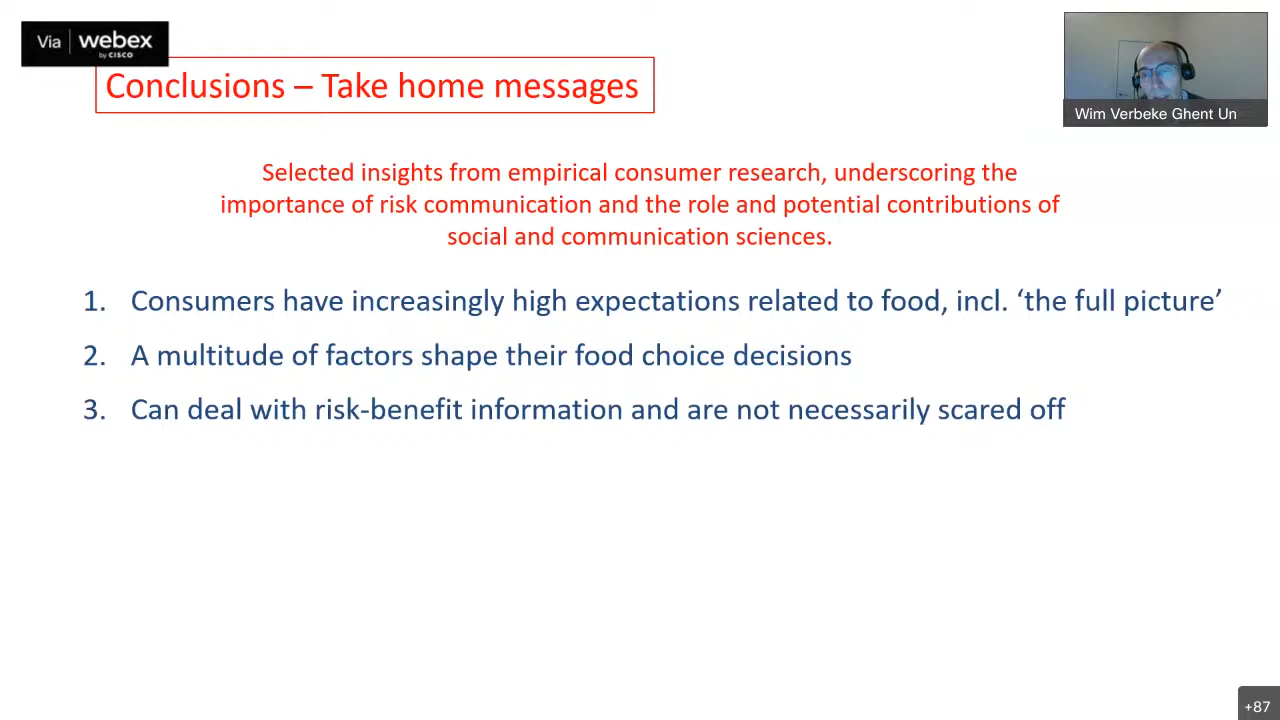 Via webex
by CISCO
Conclusions – Take home messages
Wim Verbeke Ghent Un
Selected insights from empirical consumer research, underscoring the
importance of risk communication and the role and potential contributions of
social and communication sciences.
1. Consumers have increasingly high expectations related to food, incl. ‘the full picture’
2. A multitude of factors shape their food choice decisions
3. Can deal with risk-benefit information and are not necessarily scared off
+87